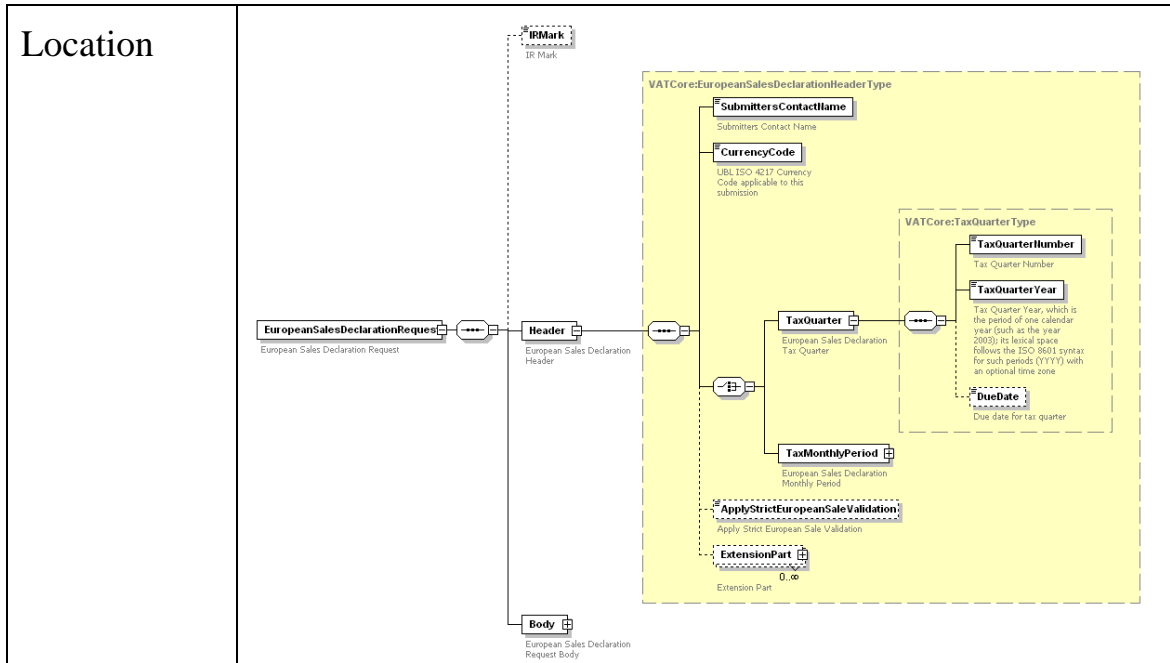 Location
IRMark
IR Mark
VATCore:EuropeanSalesDeclarationHeaderType
SubmittersContactName
Submitters Contact Name
CurrencyCode
UBL ISO 4217 Currency
Code applicable to this
submission
VATCore:TaxQuarterType
TaxQuarterNumber
Tax Quarter Number
TaxQuarterYear
Tax Quarter Year, which is
the period of one calendar
year (such as the year
2003); its lexical space
follows the ISO 8601 syntax
for such periods (YYYY) with
an optional time zone
DueDate
Due date for tax quarter
EuropeanSalesDeclarationRequest
European Sales Declaration Request
Header
European Sales Declaration
Header
TaxQuarter
European Sales Declaration
Tax Quarter
TaxMonthlyPeriod
European Sales Declaration
Monthly Period
ApplyStrictEuropeanSaleValidation
Apply Strict European Sale Validation
ExtensionPart
0..∞
Extension Part
Body
European Sales Declaration
Request Body